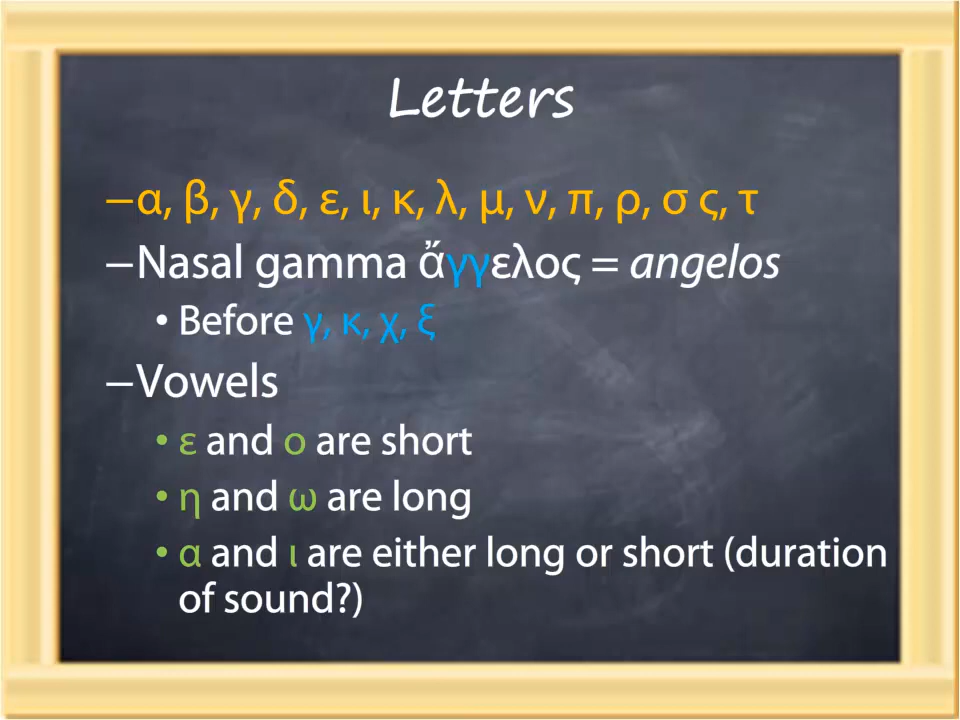 Letters
–α, β, γ, δ, ε, ι, κ, λ, μ, ν, π, ρ, σ ς, τ
–Nasal gamma ἄγγελος = angelos
• Before γ, κ, χ, ξ
–Vowels
• ε and ο are short
• η and ω are long
• α and ι are either long or short (duration
of sound?)